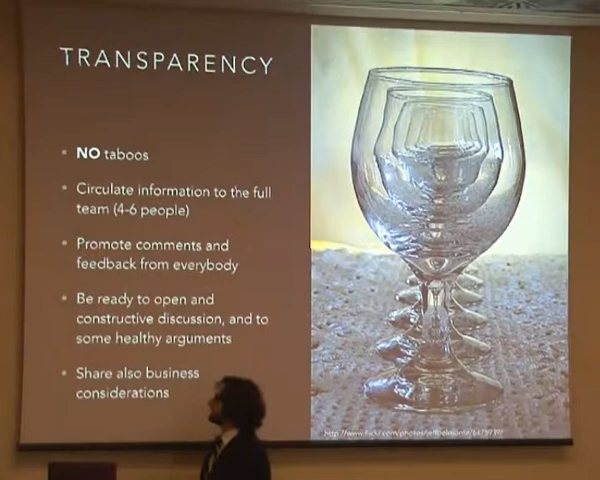 TRANSPARENCY
NO taboos
Circulate information to the full
team (4-6 people)
Promote comments and
feedback from everybody
Be ready to open and
constructive discussion, and to
some healthy arguments
Share also business
considerations